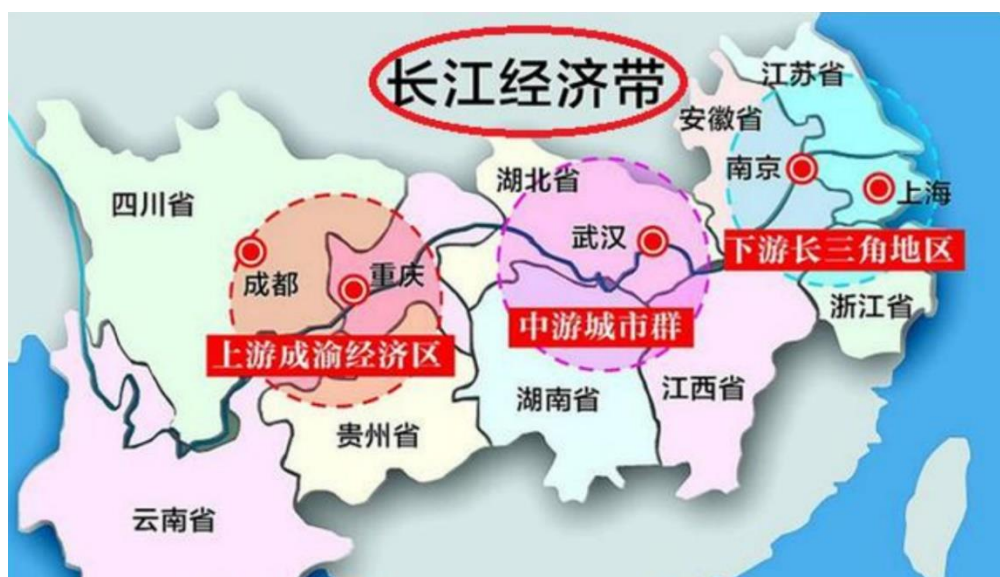 长江经济带
江苏省
安徽省
南京
上海
湖北省
四川省
武汉
下游长三角地区
成都
重庆
浙江省
中游城市群
上游成渝经济区
湖南省
江西省
贵州省
云南省